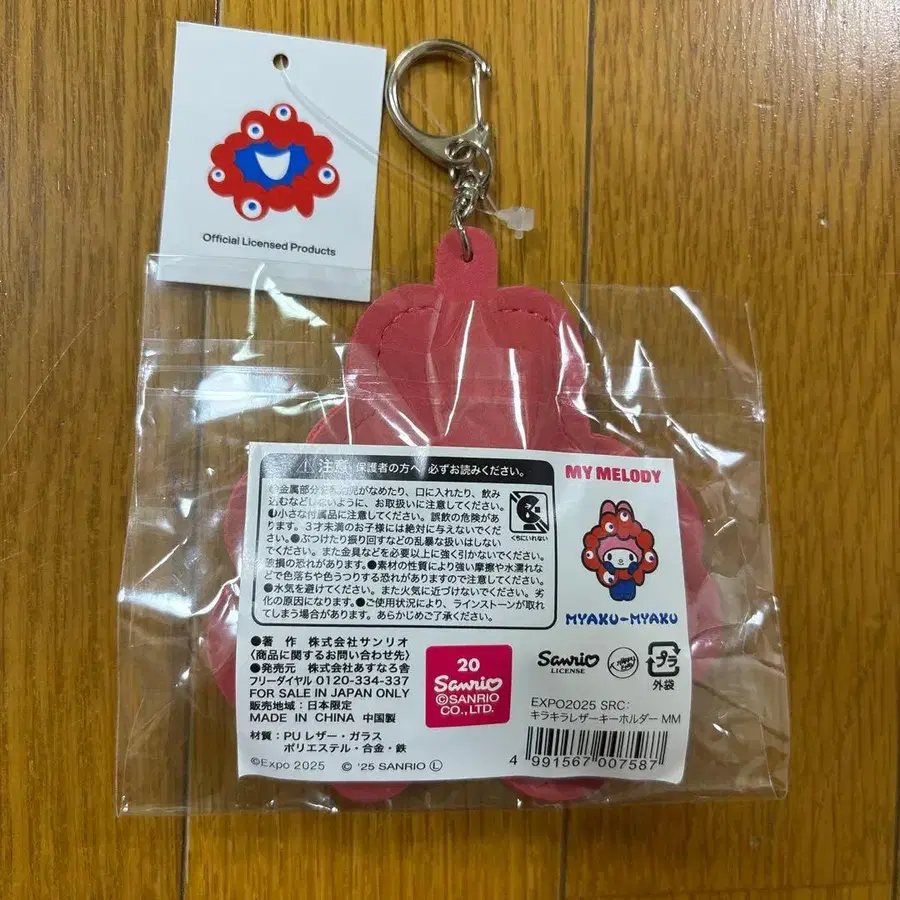 Official Licensed Products
注意 保護者の方へ 必ずお読みください。
●金属部分を幼児がなめたり、口に入れたり、飲み
込むなどしないように、お取扱いに注意してください。
●小さな付属品に注意してください。誤飲の危険があ
ります。3才未満のお子様には絶対に与えないでくだ
さい。●ぶつけたり振り回すなどの乱暴な扱いはしない
でください。また金具などを必要以上に強く引かないでください。
破損の恐れがあります。●素材の性質により強い摩擦や水濡れな
どで色落ちや色うつりする恐れがありますので注意してください。
●水気を避けてください。また火気に近づけないでください。劣
化の原因になります。●ご使用状況により、ラインストーンが取れ
てしまう場合があります。あらかじめご了承ください。
くちにいれない
MY MELODY
MYAKU-MYAKU
●著 作 株式会社サンリオ
〈商品に関するお問い合わせ先〉
●発売元 株式会社あすなろ舎
フリーダイヤル 0120-334-337
FOR SALE IN JAPAN ONLY
販売地域：日本限定
MADE IN CHINA 中国製
材質：PU レザー・ガラス
ポリエステル・合金・鉄
©Expo 2025 © '25 SANRIO Ⓛ
20
Sanrio
©SANRIO
CO.,LTD.
Sanrio
LICENSE
プラ
外袋
EXPO2025 SRC:
キラキラレザーキーホルダー MM
4 991567 007587